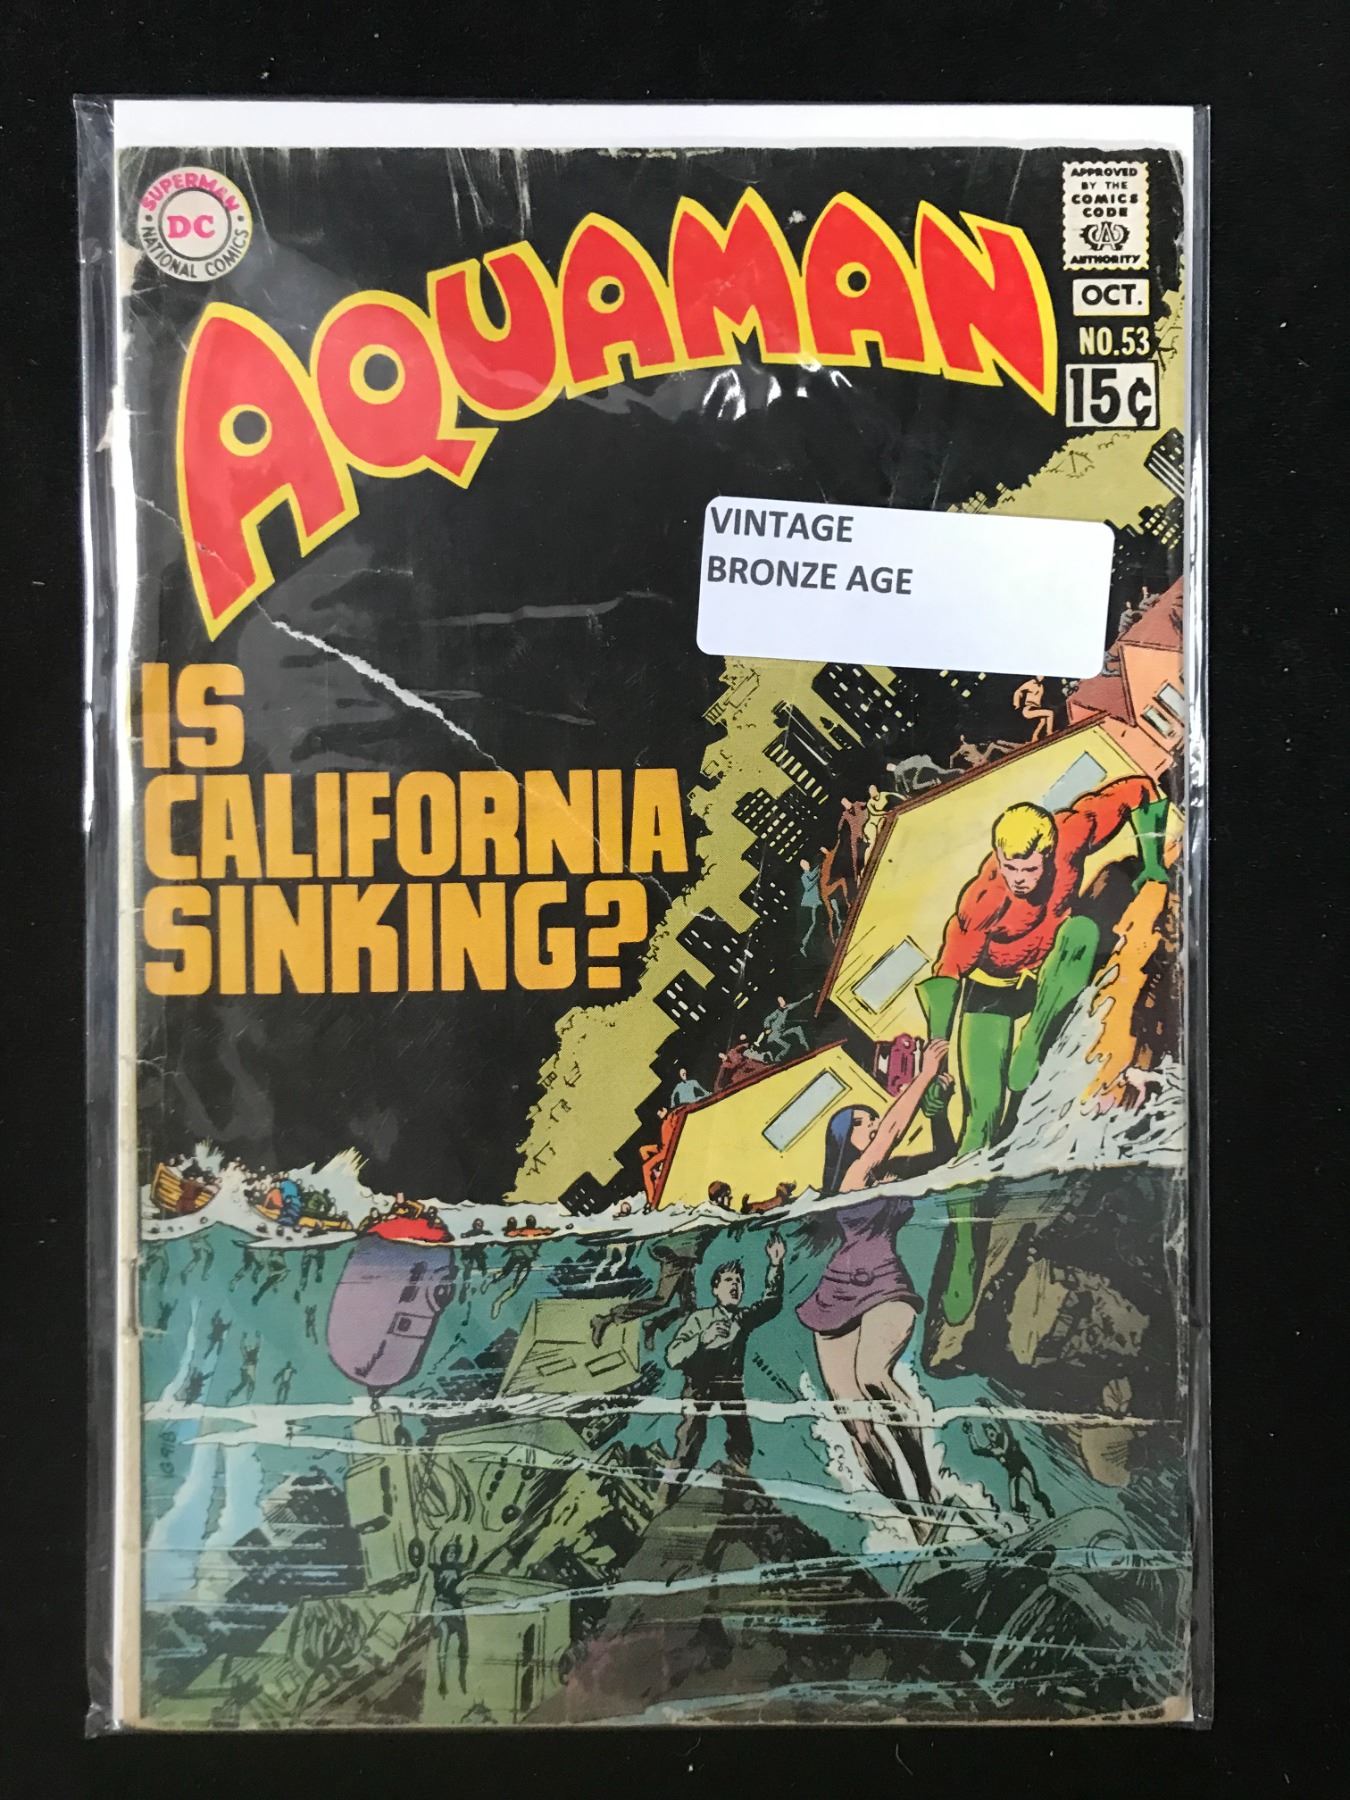 SUPERMAN
DC
NATIONAL COMICS
AQUAMAN
APPROVED
BY THE
COMICS
CODE
AUTHORITY
OCT.
NO.53
15¢
VINTAGE
BRONZE AGE
IS
CALIFORNIA
SINKING?